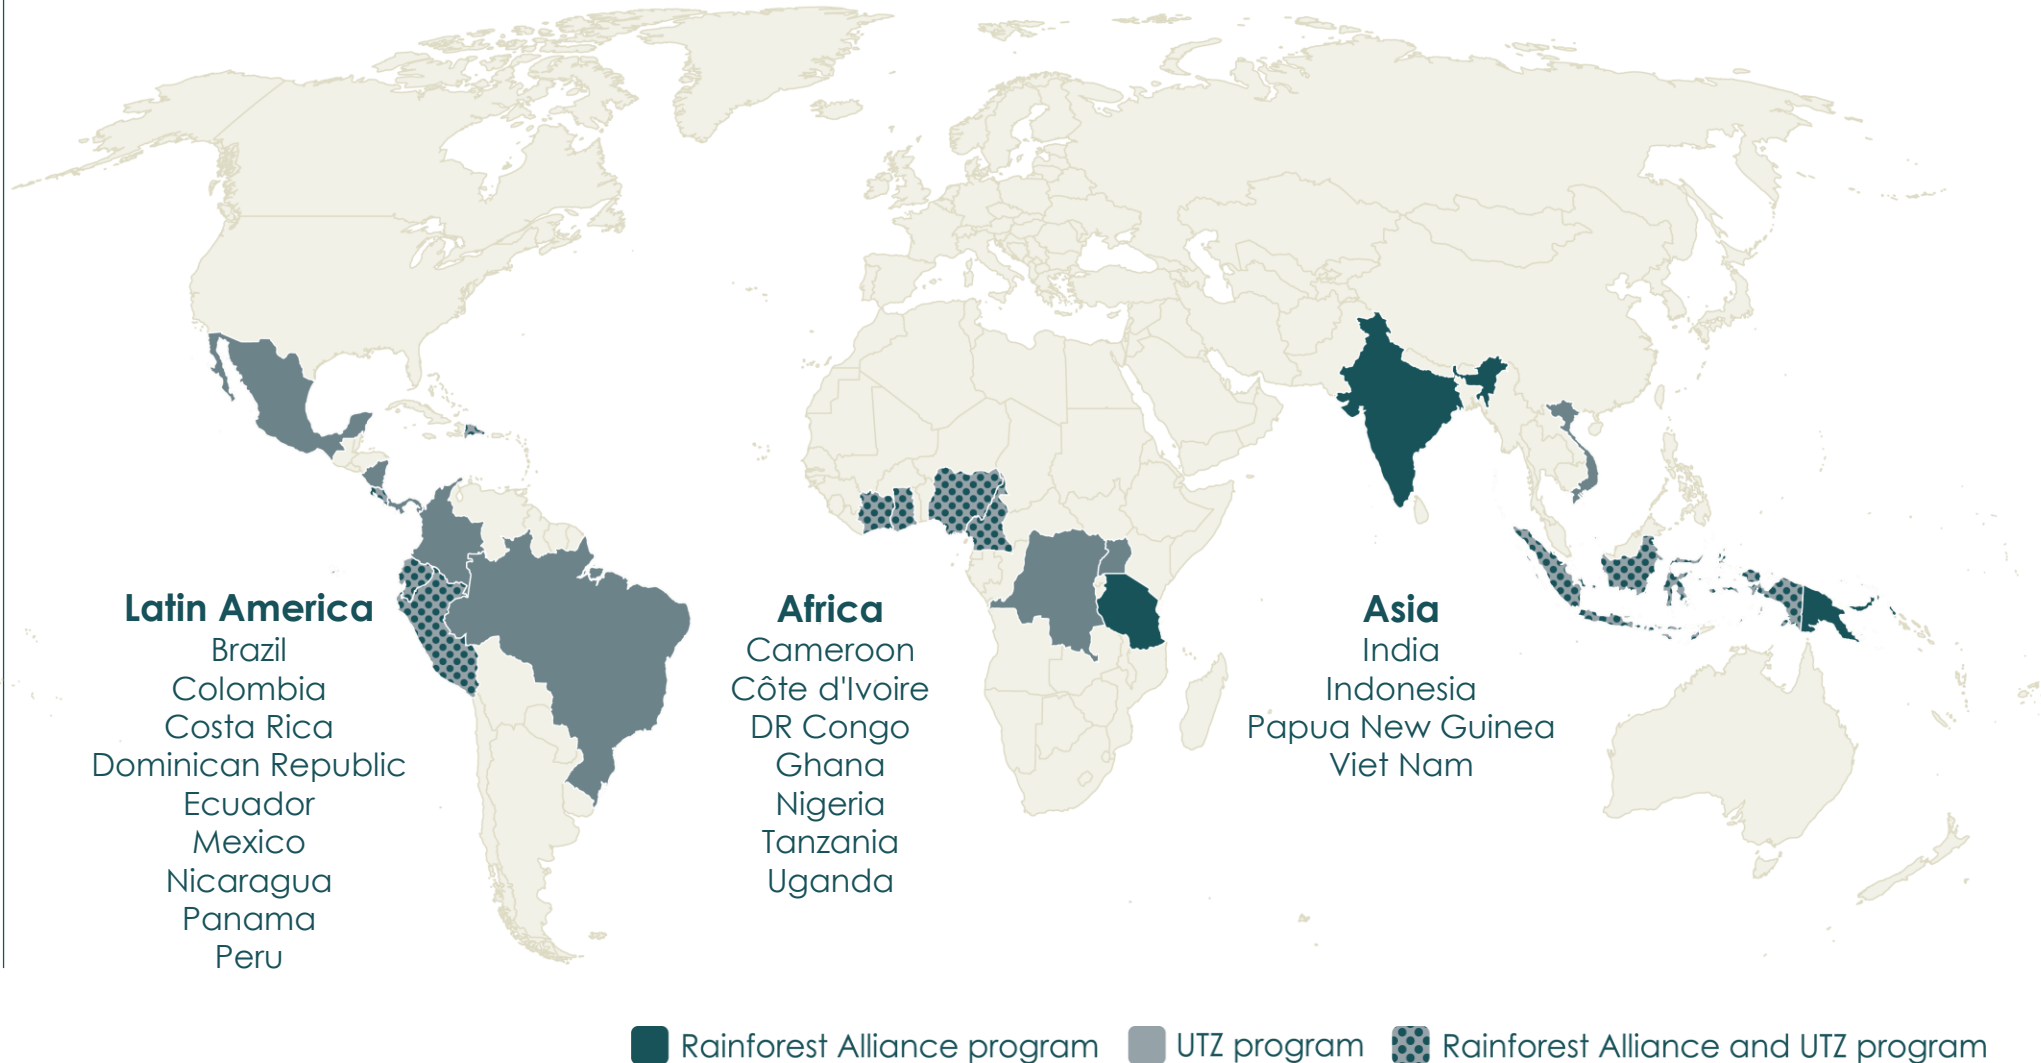 Latin America
Brazil
Colombia
Costa Rica
Dominican Republic
Ecuador
Mexico
Nicaragua
Panama
Peru
Africa
Cameroon
Côte d'Ivoire
DR Congo
Ghana
Nigeria
Tanzania
Uganda
Asia
India
Indonesia
Papua New Guinea
Viet Nam
Rainforest Alliance program
UTZ program
Rainforest Alliance and UTZ program